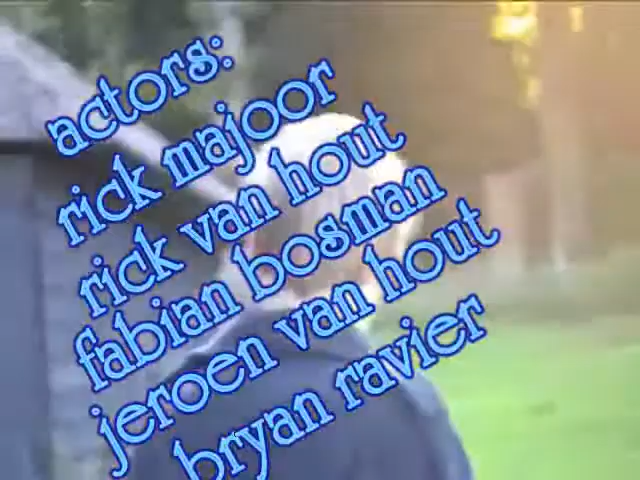 actors:
rick majoor
rick van hout
fabian bosman
jeroen van hout
bryan ravier